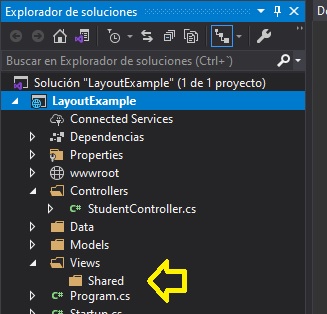 Explorador de soluciones
Buscar en Explorador de soluciones (Ctrl+´)
Solución "LayoutExample" (1 de 1 proyecto)
LayoutExample
Connected Services
Dependencias
Properties
wwwroot
Controllers
C# StudentController.cs
Data
Models
Views
Shared
C# Program.cs
C# Startup.cs